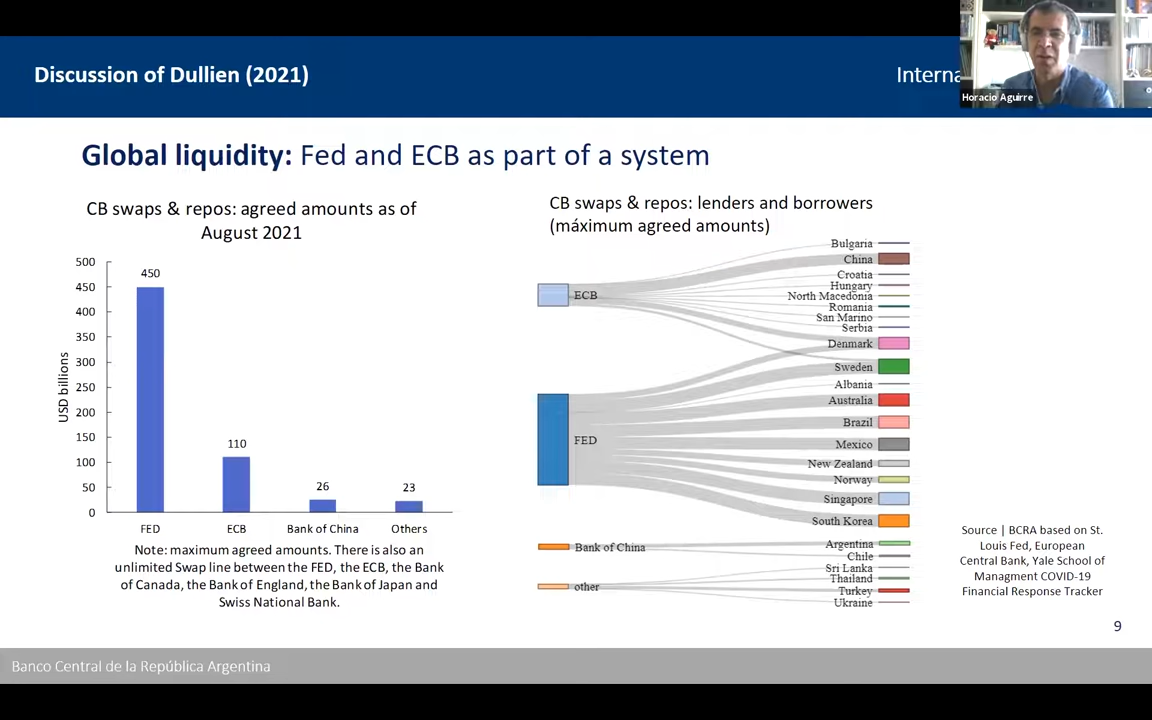 Discussion of Dullien (2021)
Interna
Horacio Aguirre
Global liquidity: Fed and ECB as part of a system
CB swaps & repos: agreed amounts as of
August 2021
500
450
400
350
300
250
200
150
100
50
0
USD billions
450
110
26
23
FED
ECB
Bank of China
Others
Note: maximum agreed amounts. There is also an
unlimited Swap line between the FED, the ECB, the Bank
of Canada, the Bank of England, the Bank of Japan and
Swiss National Bank.
CB swaps & repos: lenders and borrowers
(máximum agreed amounts)
ECB
FED
Bank of China
other
Bulgaria
China
Croatia
Hungary
North Macedonia
Romania
San Marino
Serbia
Denmark
Sweden
Albania
Australia
Brazil
Mexico
New Zealand
Norway
Singapore
South Korea
Argentina
Chile
Sri Lanka
Thailand
Turkey
Ukraine
Source | BCRA based on St.
Louis Fed, European
Central Bank, Yale School of
Managment COVID-19
Financial Response Tracker
9
Banco Central de la República Argentina